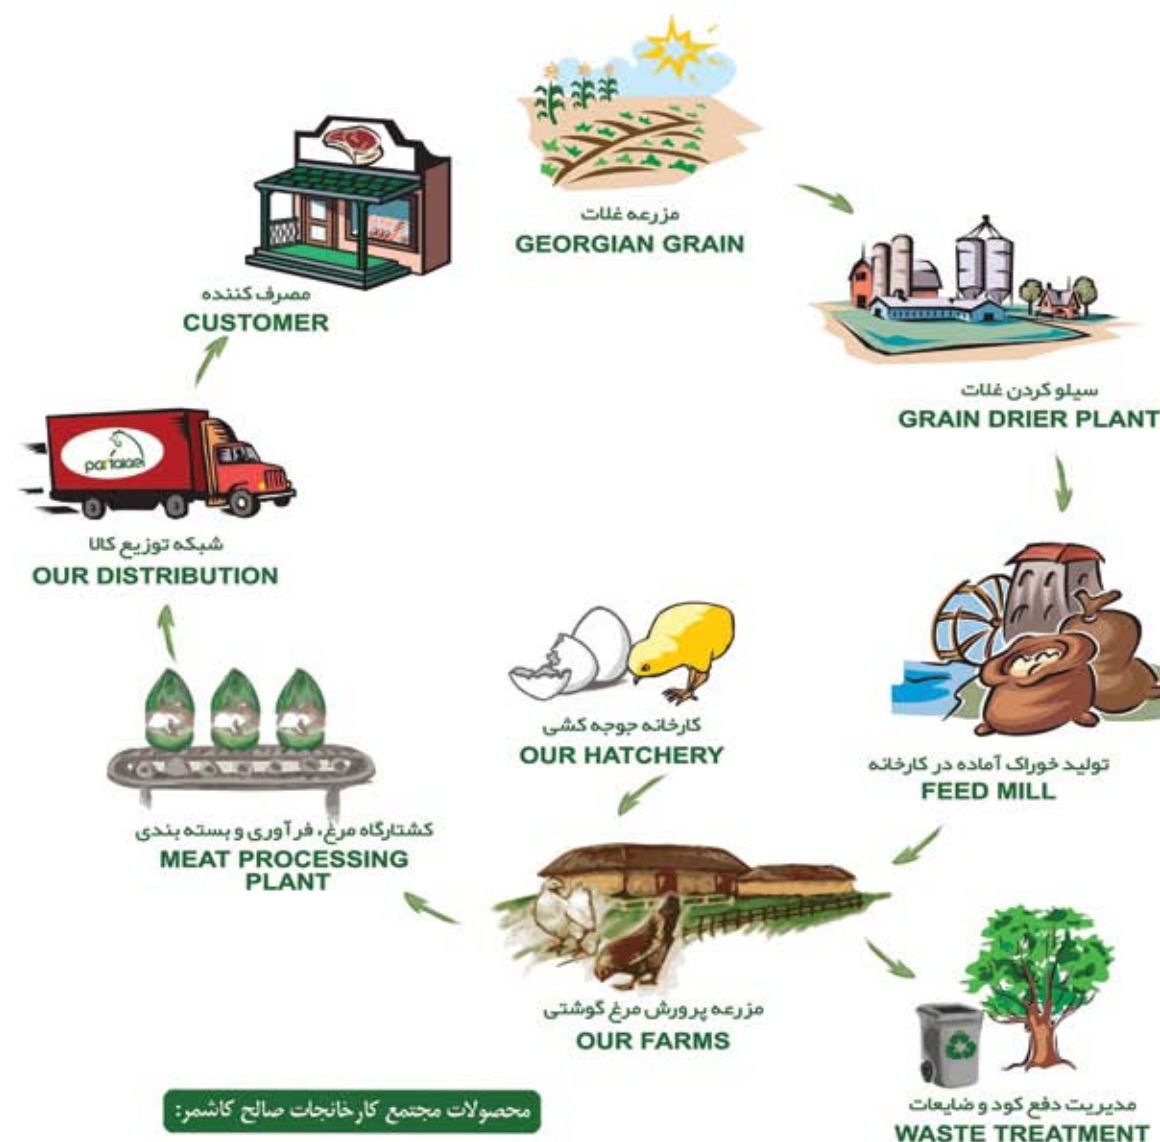 مزرعه غلات
GEORGIAN GRAIN
مصرف کننده
CUSTOMER
سیلو کردن غلات
GRAIN DRIER PLANT
شبکه توزیع کالا
OUR DISTRIBUTION
کارخانه جوجه کشی
OUR HATCHERY
تولید خوراک آماده در کارخانه
FEED MILL
کشتارگاه مرغ، فرآوری و بسته بندی
MEAT PROCESSING
PLANT
مزرعه پرورش مرغ گوشتی
OUR FARMS
مدیریت دفع کود و ضایعات
WASTE TREATMENT
محصولات مجتمع کارخانجات صالح کاشمر: